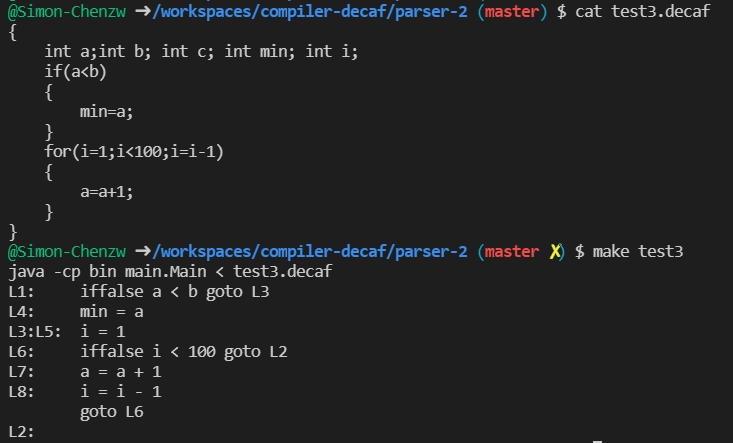 @Simon-Chenzw ➜/workspaces/compiler-decaf/parser-2 (master) $ cat test3.decaf
{
    int a;int b; int c; int min; int i;
    if(a<b)
    {
        min=a;
    }
    for(i=1;i<100;i=i-1)
    {
        a=a+1;
    }
}
@Simon-Chenzw ➜/workspaces/compiler-decaf/parser-2 (master ✗) $ make test3
java -cp bin main.Main < test3.decaf
L1:     iffalse a < b goto L3
L4:     min = a
L3:L5:  i = 1
L6:     iffalse i < 100 goto L2
L7:     a = a + 1
L8:     i = i - 1
        goto L6
L2: